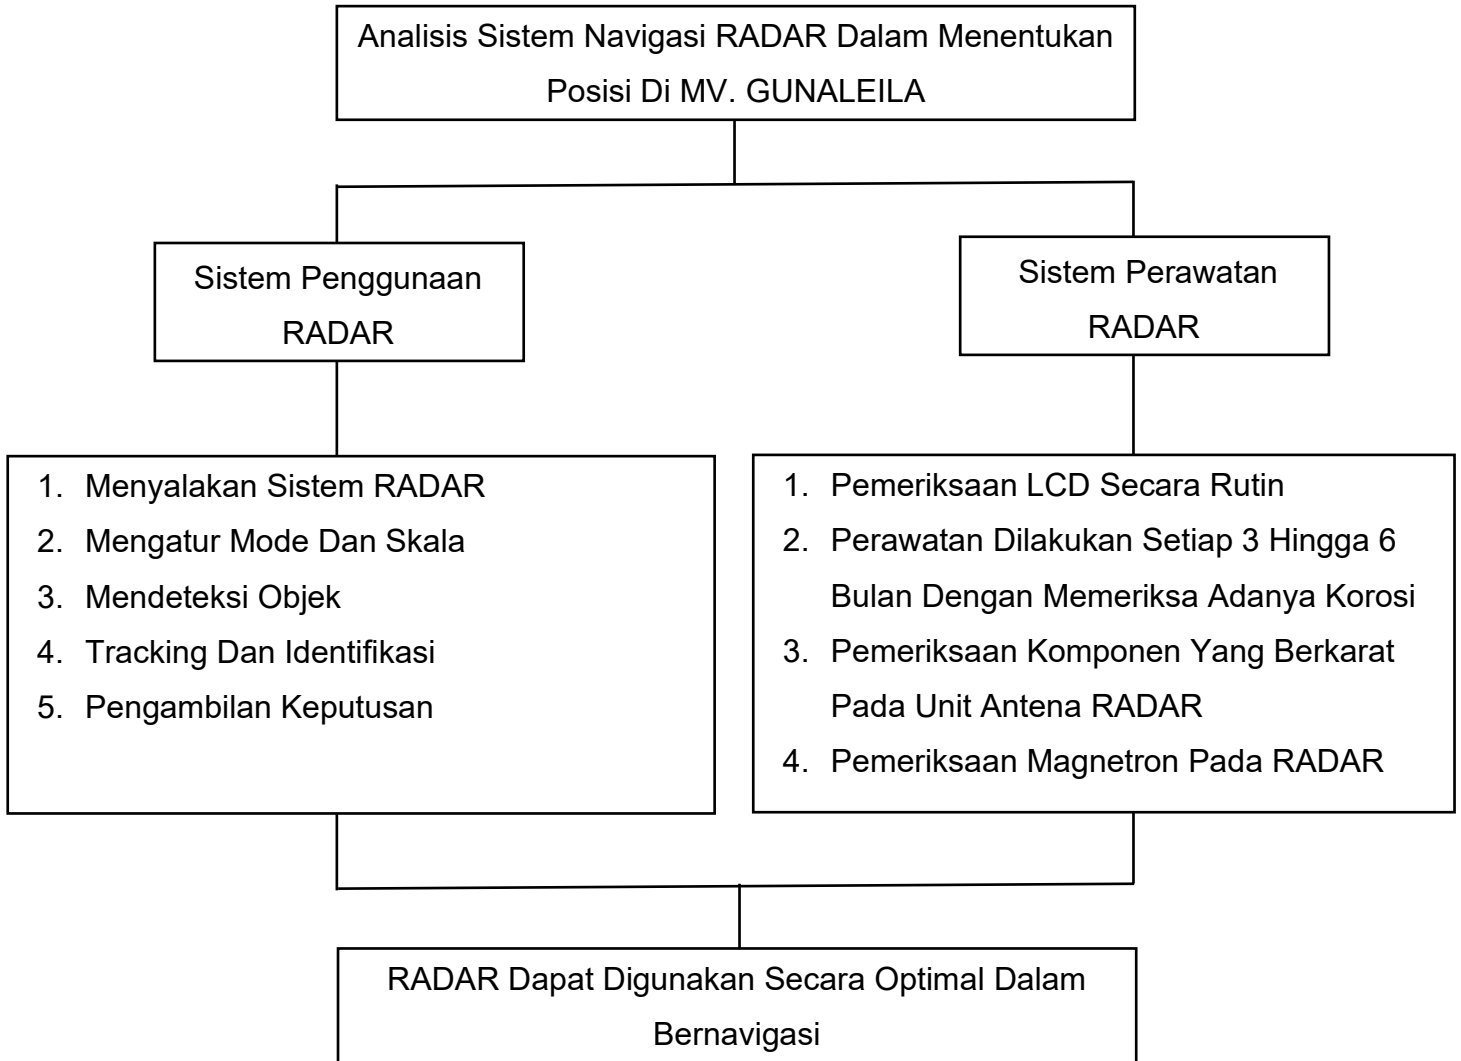 Analisis Sistem Navigasi RADAR Dalam Menentukan
Posisi Di MV. GUNALEILA
Sistem Penggunaan
RADAR
Sistem Perawatan
RADAR
1. Menyalakan Sistem RADAR
2. Mengatur Mode Dan Skala
3. Mendeteksi Objek
4. Tracking Dan Identifikasi
5. Pengambilan Keputusan
1. Pemeriksaan LCD Secara Rutin
2. Perawatan Dilakukan Setiap 3 Hingga 6
Bulan Dengan Memeriksa Adanya Korosi
3. Pemeriksaan Komponen Yang Berkarat
Pada Unit Antena RADAR
4. Pemeriksaan Magnetron Pada RADAR
RADAR Dapat Digunakan Secara Optimal Dalam
Bernavigasi